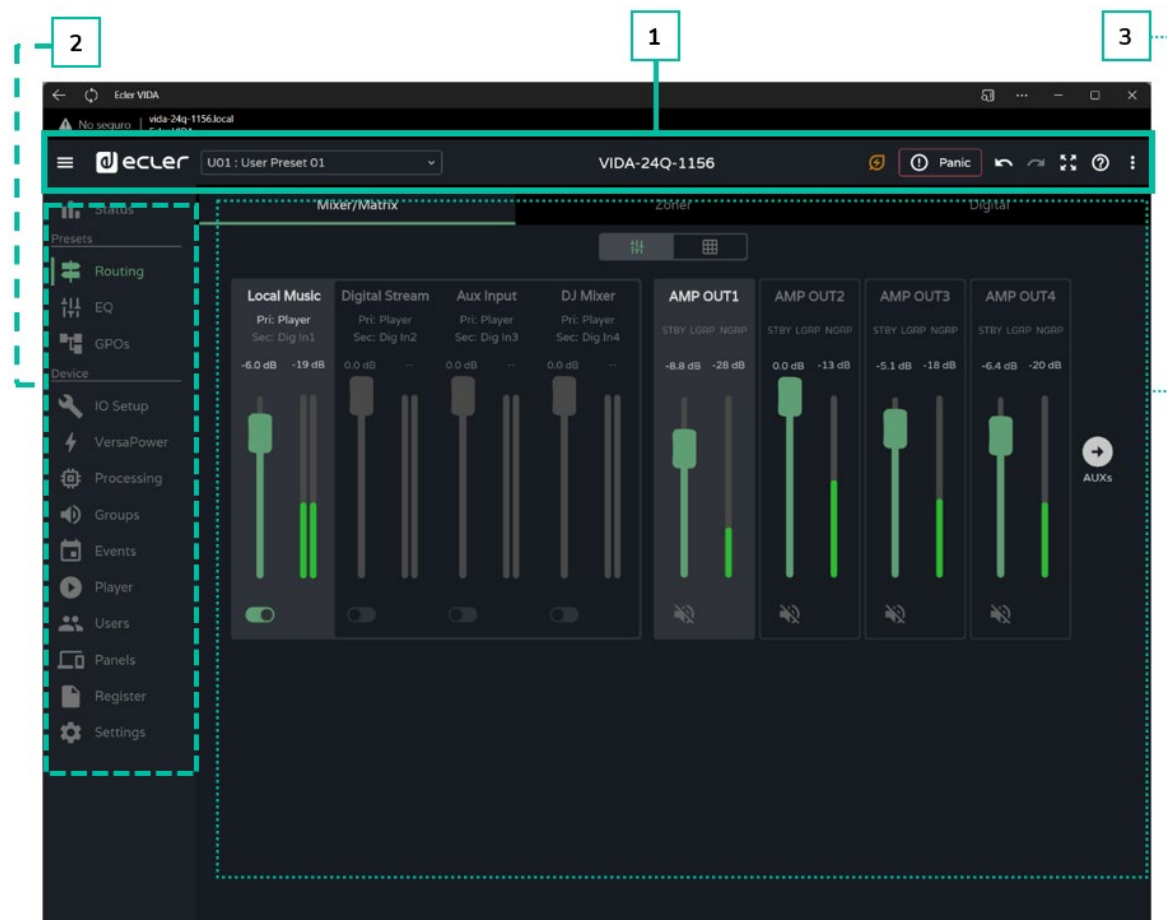 2
1
3
Ecler VIDA
No seguro
vida-24q-1156.local
ecler
U01 : User Preset 01
VIDA-24Q-1156
Panic
Status
Mixer/Matrix
Zoner
Digital
Presets
Routing
EQ
GPOs
Device
IO Setup
VersaPower
Processing
Groups
Events
Player
Users
Panels
Register
Settings
Local Music
Pri: Player
Sec: Dig In1
-6.0 dB -19 dB
Digital Stream
Pri: Player
Sec: Dig In2
0.0 dB --
Aux Input
Pri: Player
Sec: Dig In3
0.0 dB --
DJ Mixer
Pri: Player
Sec: Dig In4
0.0 dB --
AMP OUT1
STBY LGRP NGRP
-8.8 dB -28 dB
AMP OUT2
STBY LGRP NGRP
0.0 dB -13 dB
AMP OUT3
STBY LGRP NGRP
-5.1 dB -18 dB
AMP OUT4
STBY LGRP NGRP
-6.4 dB -20 dB
AUXs